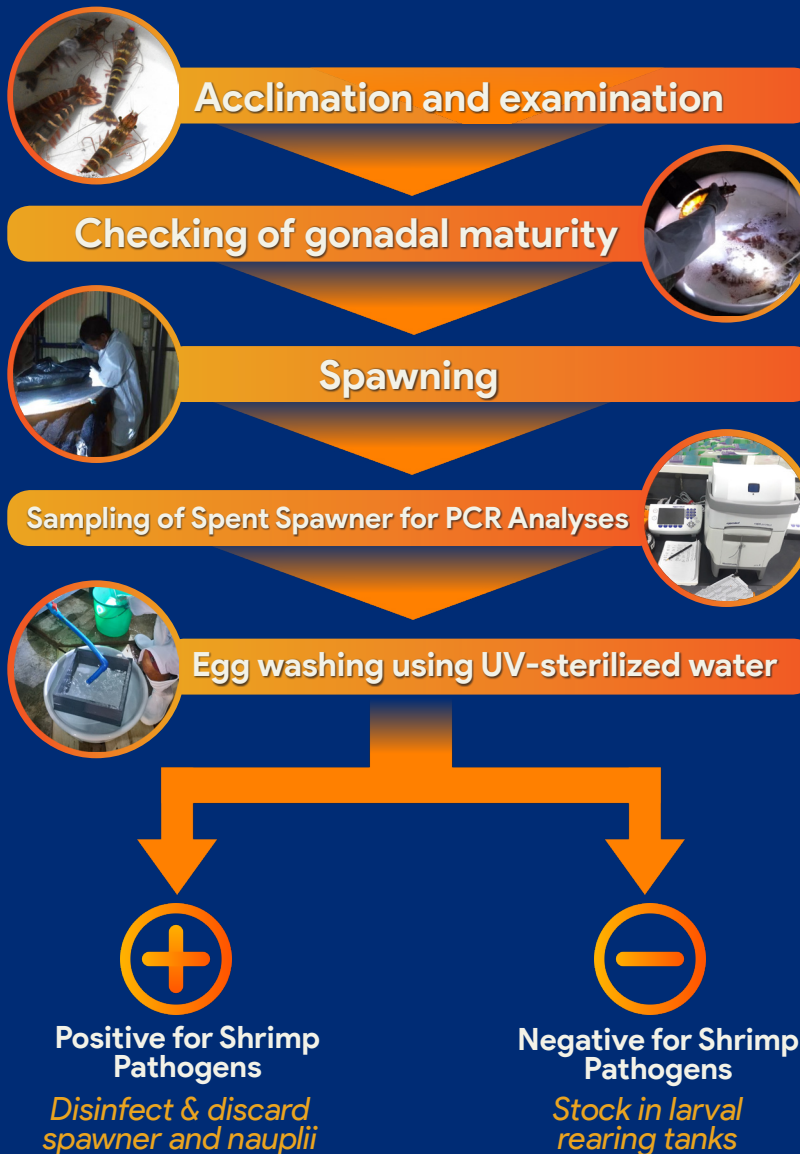 Acclimation and examination
Checking of gonadal maturity
Spawning
Sampling of Spent Spawner for PCR Analyses
Egg washing using UV-sterilized water
Positive for Shrimp
Pathogens
Disinfect & discard
spawner and nauplii
Negative for Shrimp
Pathogens
Stock in larval
rearing tanks